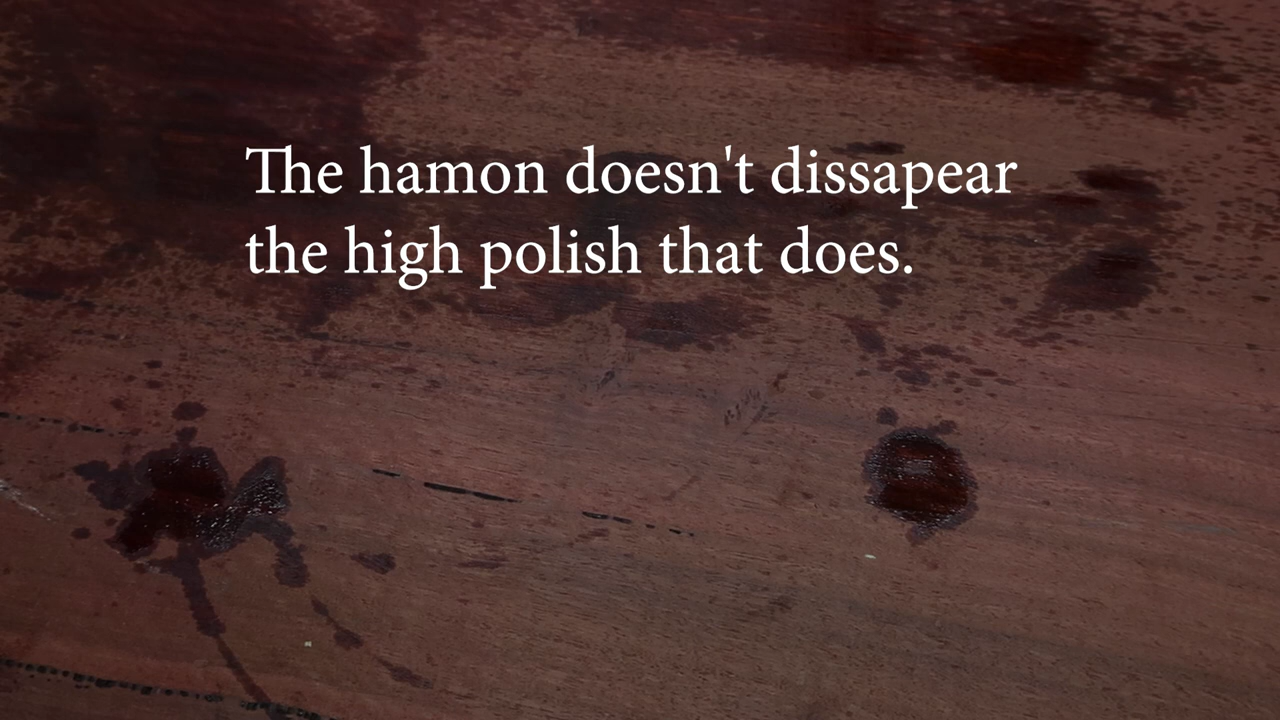 The hamon doesn't dissapear
the high polish that does.